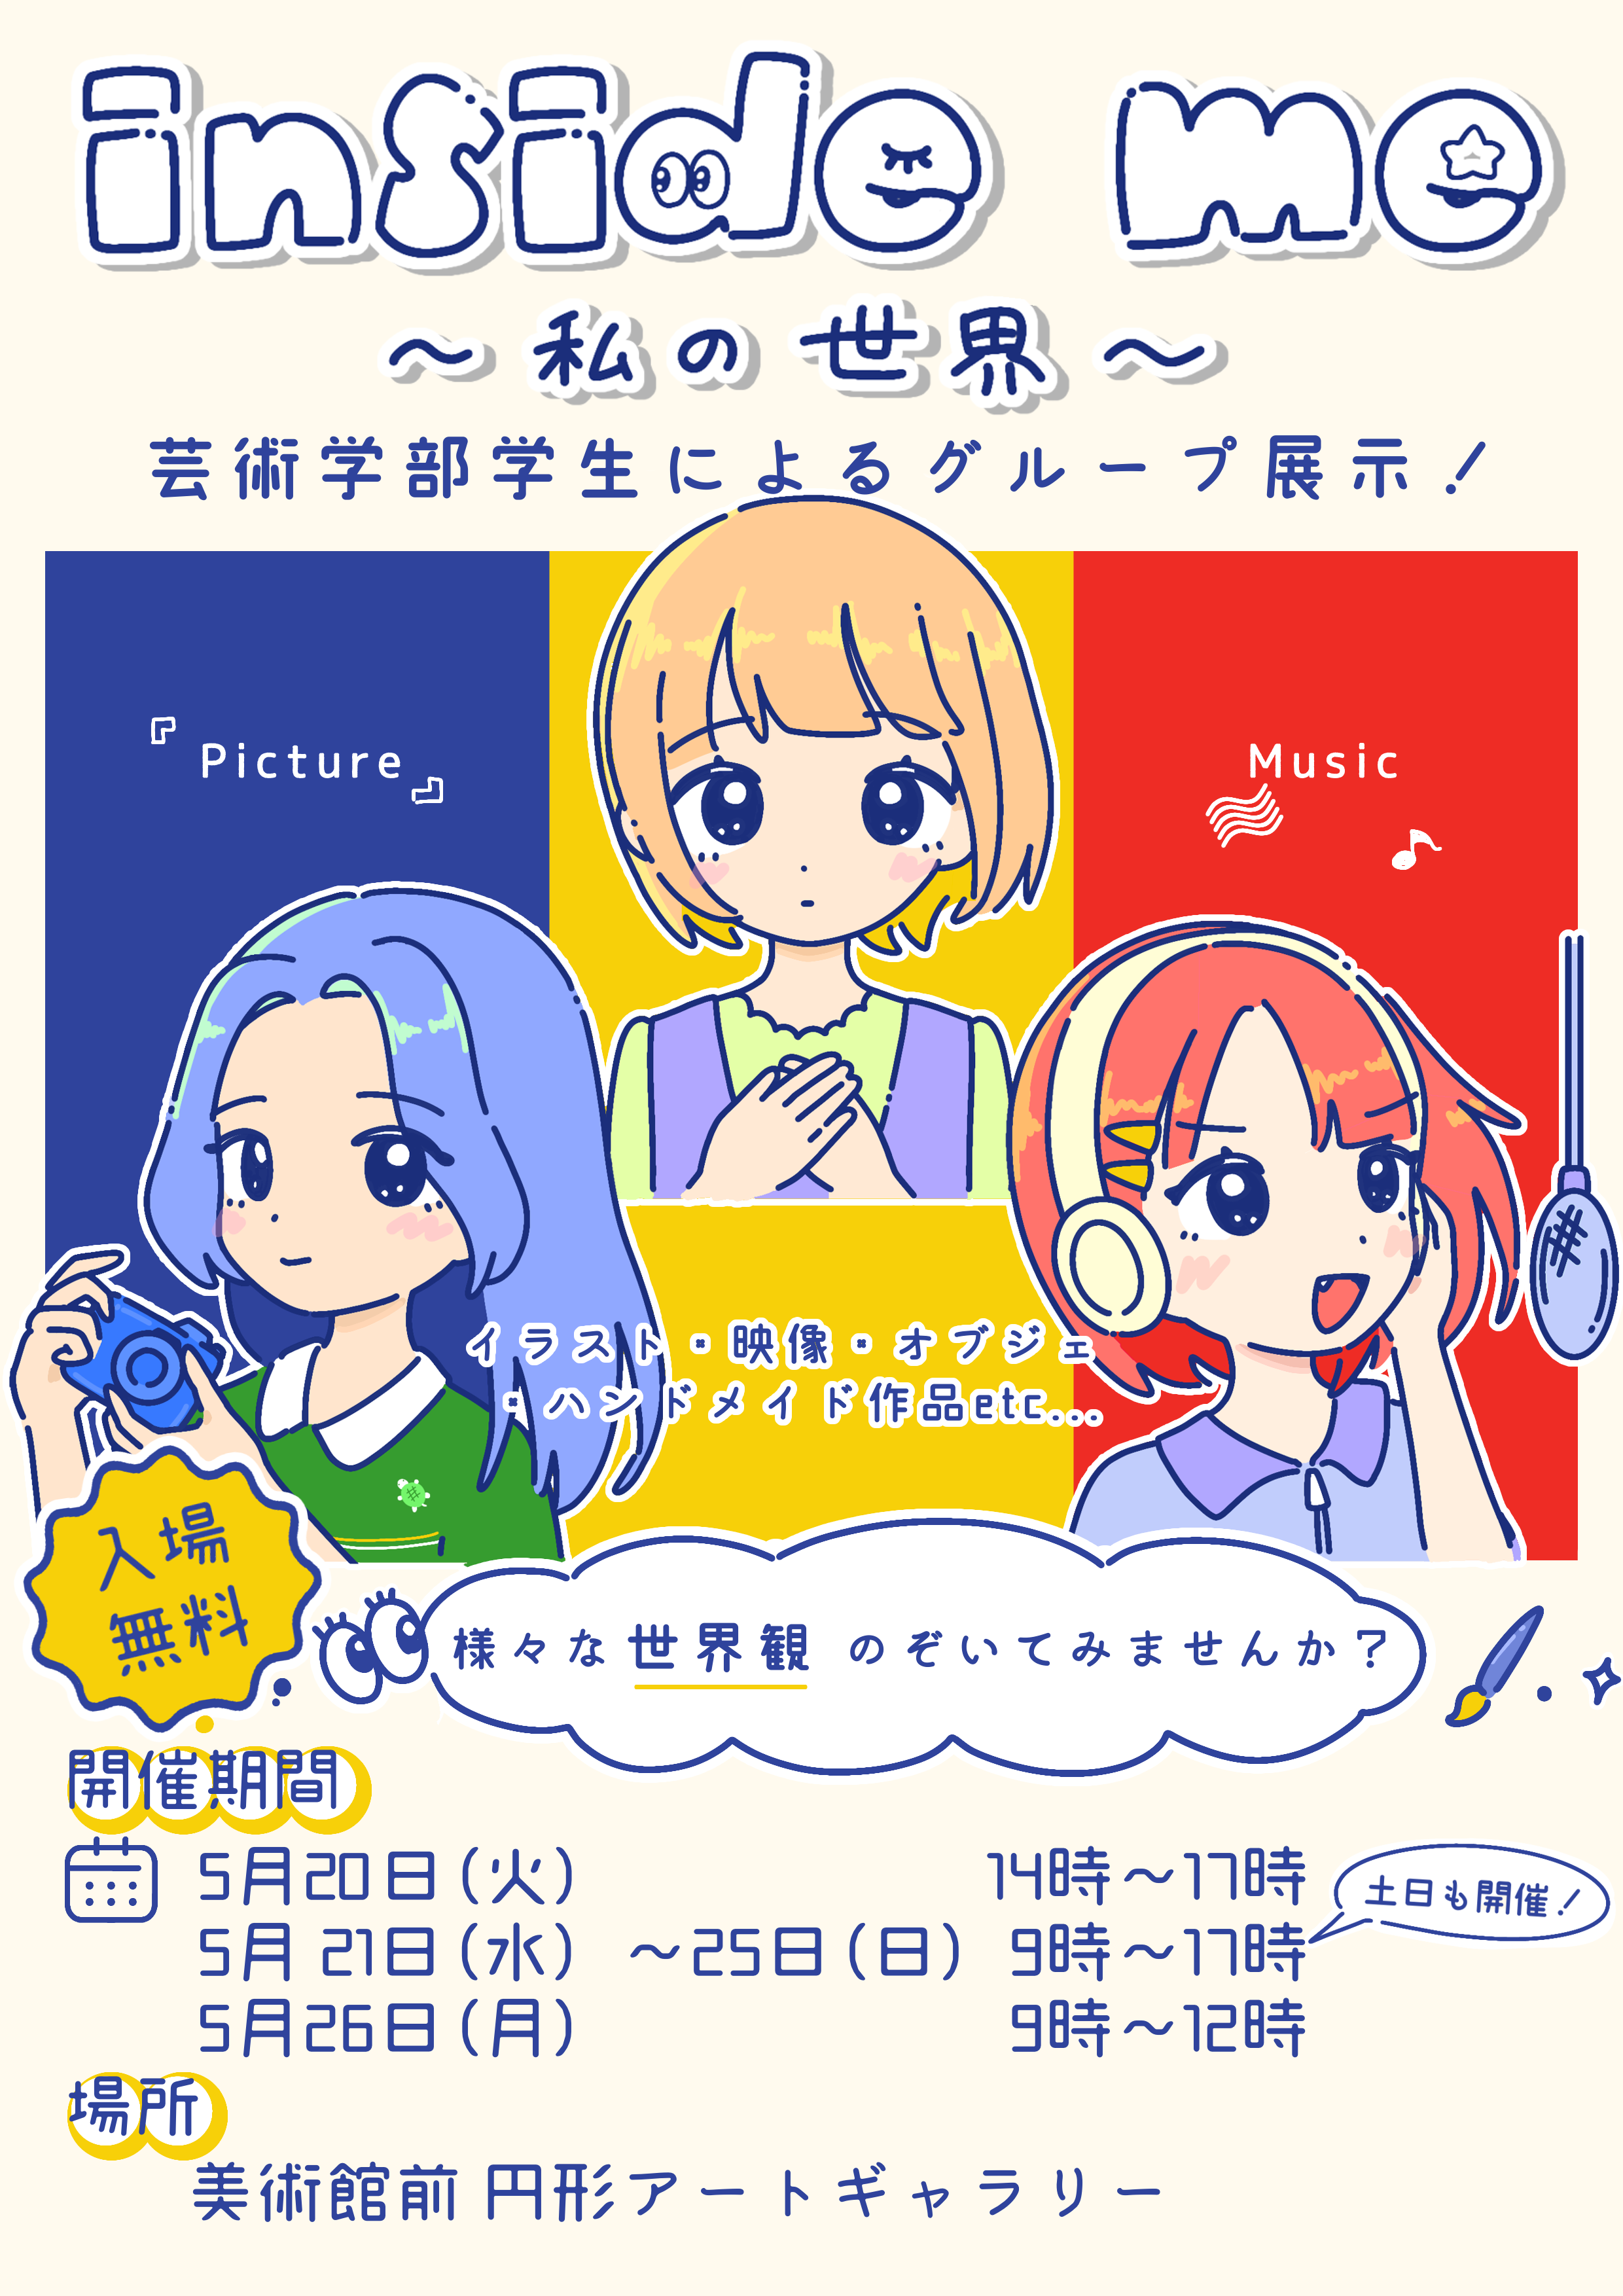 inside me
～私の世界～
芸術学部学生によるグループ展示！
『Picture』
Music
イラスト・映像・オブジェ
・ハンドメイド作品etc...
入場
無料
様々な世界観 のぞいてみませんか？
開催期間
5月20日（火） 14時～17時
土日も開催！
5月21日（水） ～25日（日） 9時～17時
5月26日（月） 9時～12時
場所
美術館前 円形アートギャラリー